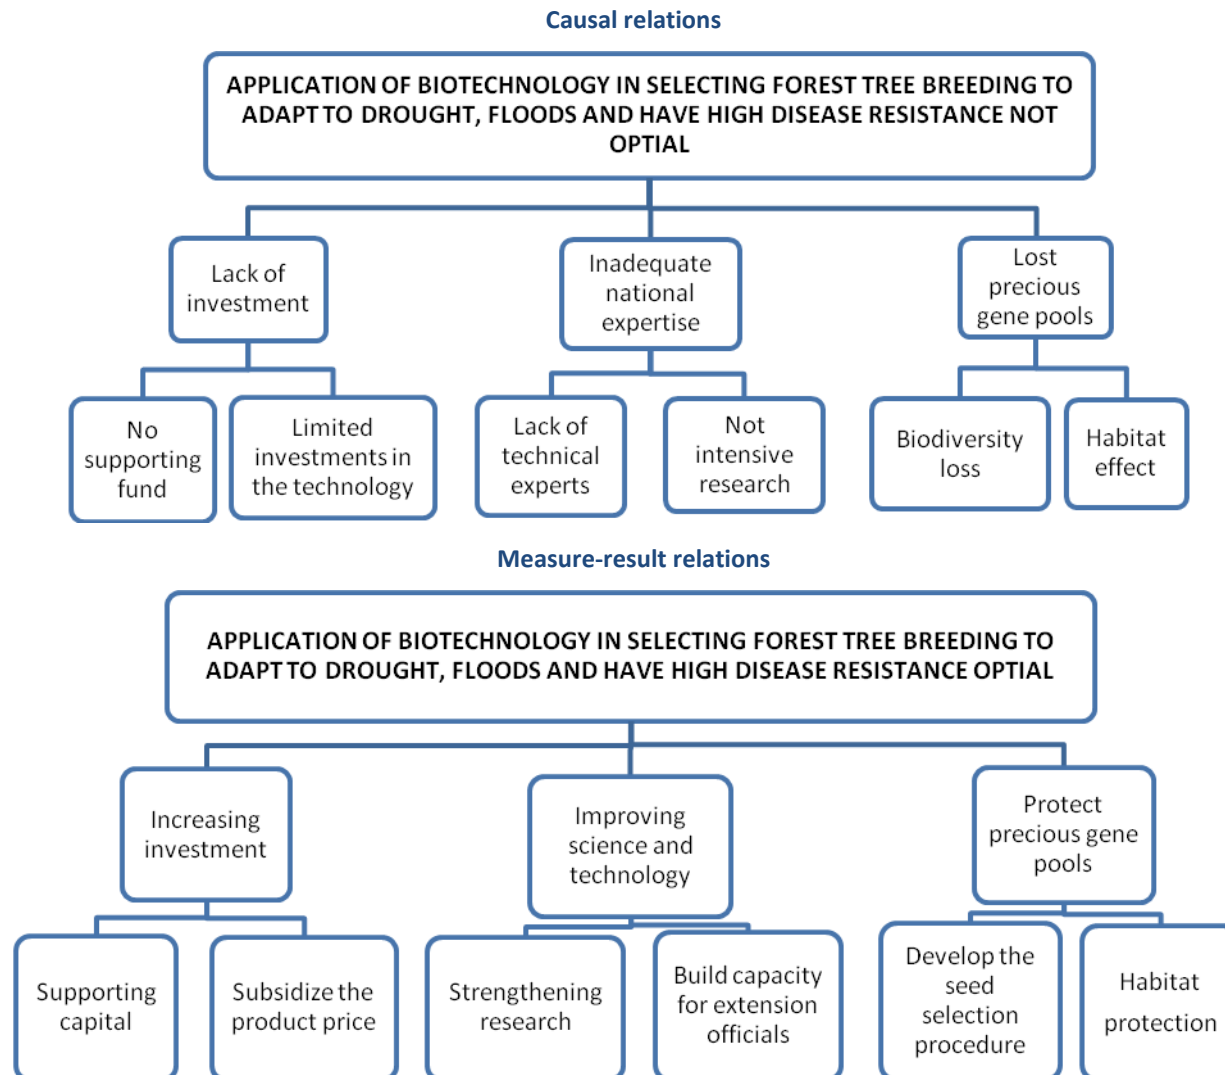 Causal relations
APPLICATION OF BIOTECHNOLOGY IN SELECTING FOREST TREE BREEDING TO
ADAPT TO DROUGHT, FLOODS AND HAVE HIGH DISEASE RESISTANCE NOT
OPTIAL
Lack of
investment
Inadequate
national
expertise
Lost
precious
gene pools
No
supporting
fund
Limited
investments in
the technology
Lack of
technical
experts
Not
intensive
research
Biodiversity
loss
Habitat
effect
Measure-result relations
APPLICATION OF BIOTECHNOLOGY IN SELECTING FOREST TREE BREEDING TO
ADAPT TO DROUGHT, FLOODS AND HAVE HIGH DISEASE RESISTANCE OPTIAL
Increasing
investment
Improving
science and
technology
Protect
precious gene
pools
Supporting
capital
Subsidize the
product price
Strengthening
research
Build capacity
for extension
officials
Develop the
seed
selection
procedure
Habitat
protection